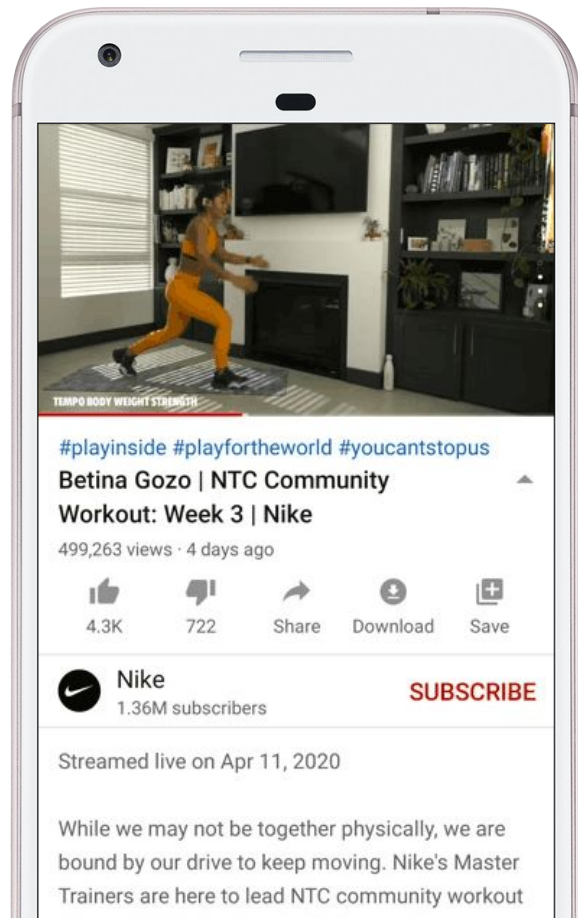 TEMPO BODY WEIGHT STRENGTH
#playinside #playfortheworld #youcantstopus
Betina Gozo | NTC Community
Workout: Week 3 | Nike
499,263 views · 4 days ago
4.3K 722 Share Download Save
Nike
1.36M subscribers
SUBSCRIBE
Streamed live on Apr 11, 2020
While we may not be together physically, we are
bound by our drive to keep moving. Nike's Master
Trainers are here to lead NTC community workout